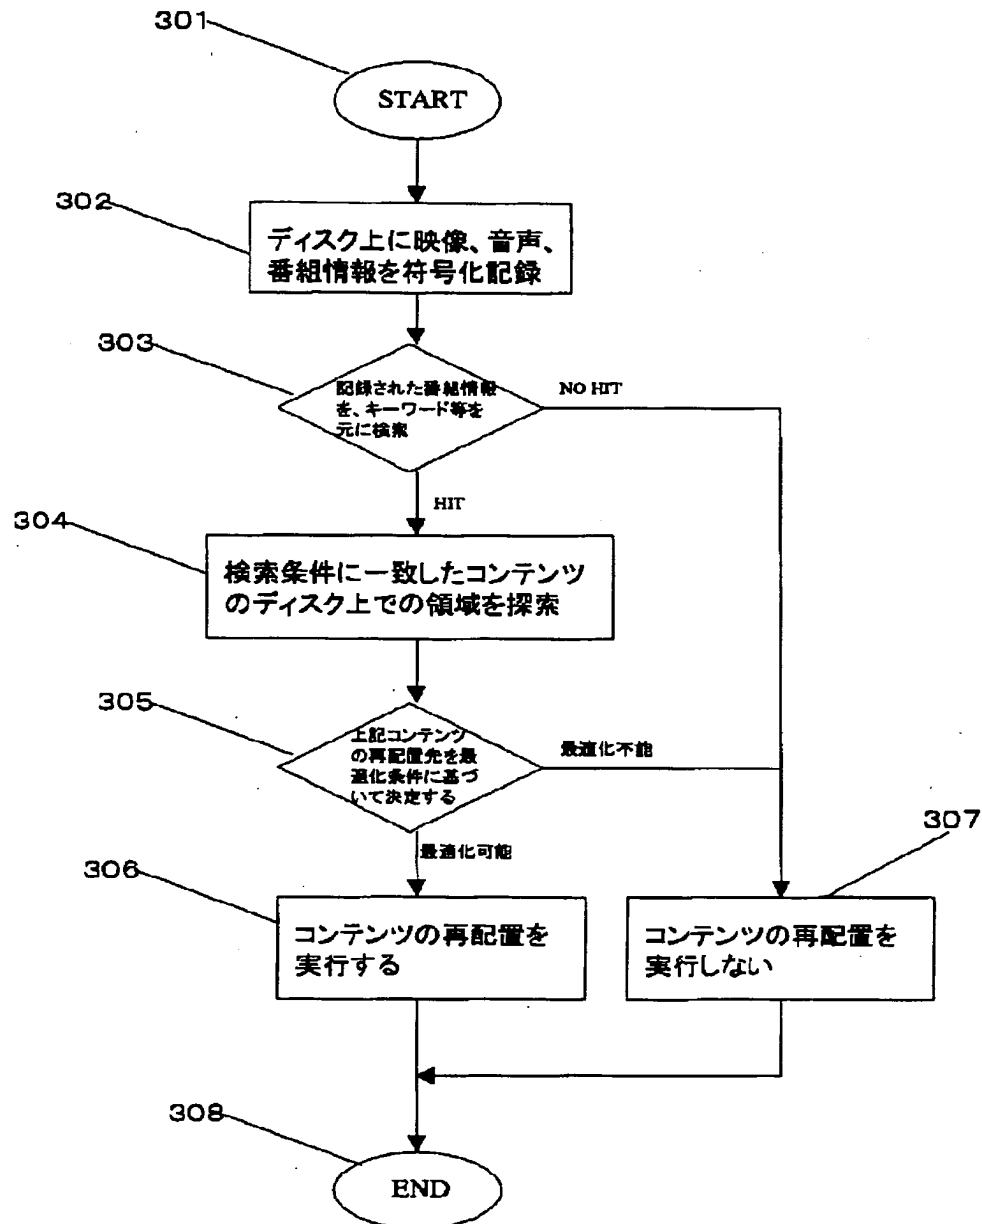 301
START
302
ディスク上に映像、音声、
番組情報を符号化記録
303
記録された番組情報
を、キーワード等を
元に検索
NO HIT
HIT
304
検索条件に一致したコンテンツ
のディスク上での領域を探索
305
上記コンテンツ
の再配置先を最
適化条件に基づ
いて決定する
最適化不能
最適化可能
307
306
コンテンツの再配置を
実行する
コンテンツの再配置を
実行しない
308
END